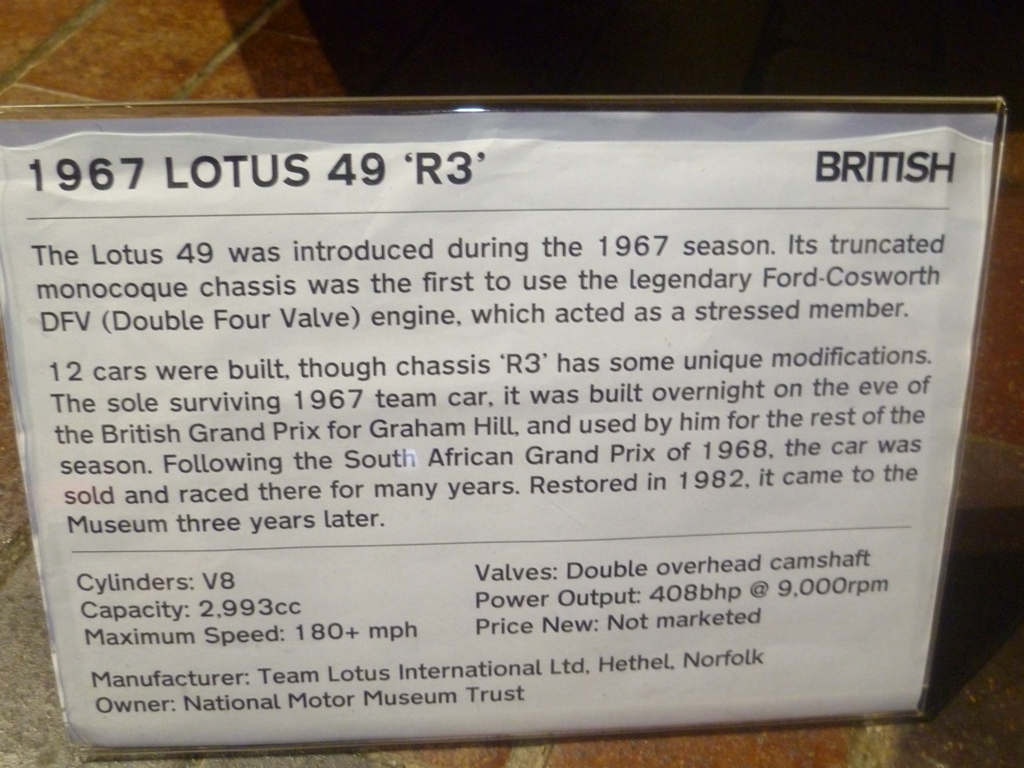 1967 LOTUS 49 ‘R3’ BRITISH
The Lotus 49 was introduced during the 1967 season. Its truncated
monocoque chassis was the first to use the legendary Ford-Cosworth
DFV (Double Four Valve) engine, which acted as a stressed member.
12 cars were built, though chassis ‘R3’ has some unique modifications.
The sole surviving 1967 team car, it was built overnight on the eve of
the British Grand Prix for Graham Hill, and used by him for the rest of the
season. Following the South African Grand Prix of 1968, the car was
sold and raced there for many years. Restored in 1982, it came to the
Museum three years later.
Cylinders: V8
Capacity: 2,993cc
Maximum Speed: 180+ mph
Valves: Double overhead camshaft
Power Output: 408bhp @ 9,000rpm
Price New: Not marketed
Manufacturer: Team Lotus International Ltd, Hethel, Norfolk
Owner: National Motor Museum Trust